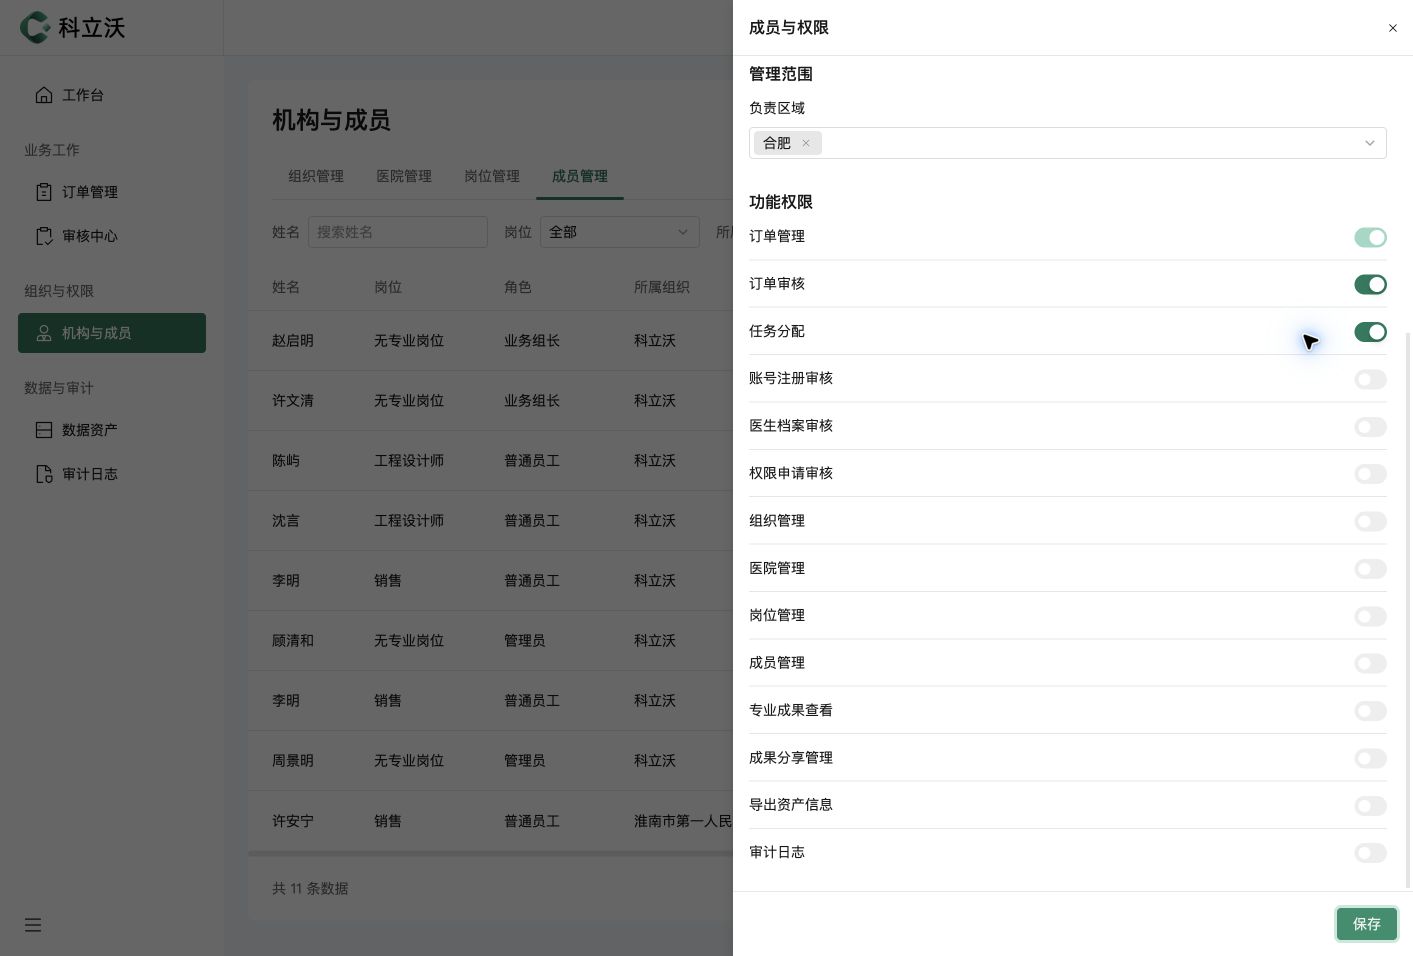 科立沃
工作台
业务工作
订单管理
审核中心
组织与权限
机构与成员
数据与审计
数据资产
审计日志
机构与成员
组织管理 医院管理 岗位管理 成员管理
姓名 搜索姓名 岗位 全部
姓名 岗位 角色 所属组织
赵启明 无专业岗位 业务组长 科立沃
许文清 无专业岗位 业务组长 科立沃
陈屿 工程设计师 普通员工 科立沃
沈言 工程设计师 普通员工 科立沃
李明 销售 普通员工 科立沃
顾清和 无专业岗位 管理员 科立沃
李明 销售 普通员工 科立沃
周景明 无专业岗位 管理员 科立沃
许安宁 销售 普通员工 淮南市第一人民
共 11 条数据
成员与权限
管理范围
负责区域
合肥
功能权限
订单管理
订单审核
任务分配
账号注册审核
医生档案审核
权限申请审核
组织管理
医院管理
岗位管理
成员管理
专业成果查看
成果分享管理
导出资产信息
审计日志
保存